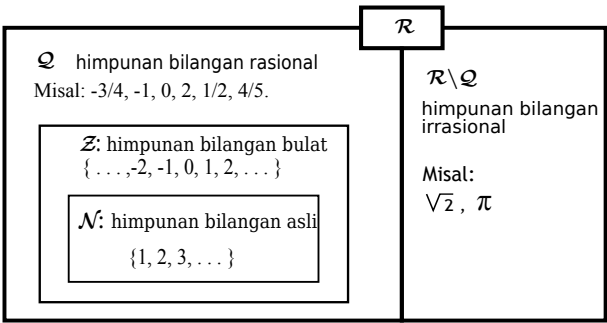 ℛ
𝒬 himpunan bilangan rasional
Misal: -3/4, -1, 0, 2, 1/2, 4/5.
𝒵: himpunan bilangan bulat
{ . . . ,-2, -1, 0, 1, 2, . . . }
𝒩: himpunan bilangan asli
{1, 2, 3, . . . }
ℛ\𝒬
himpunan bilangan
irrasional
Misal:
√2 , π